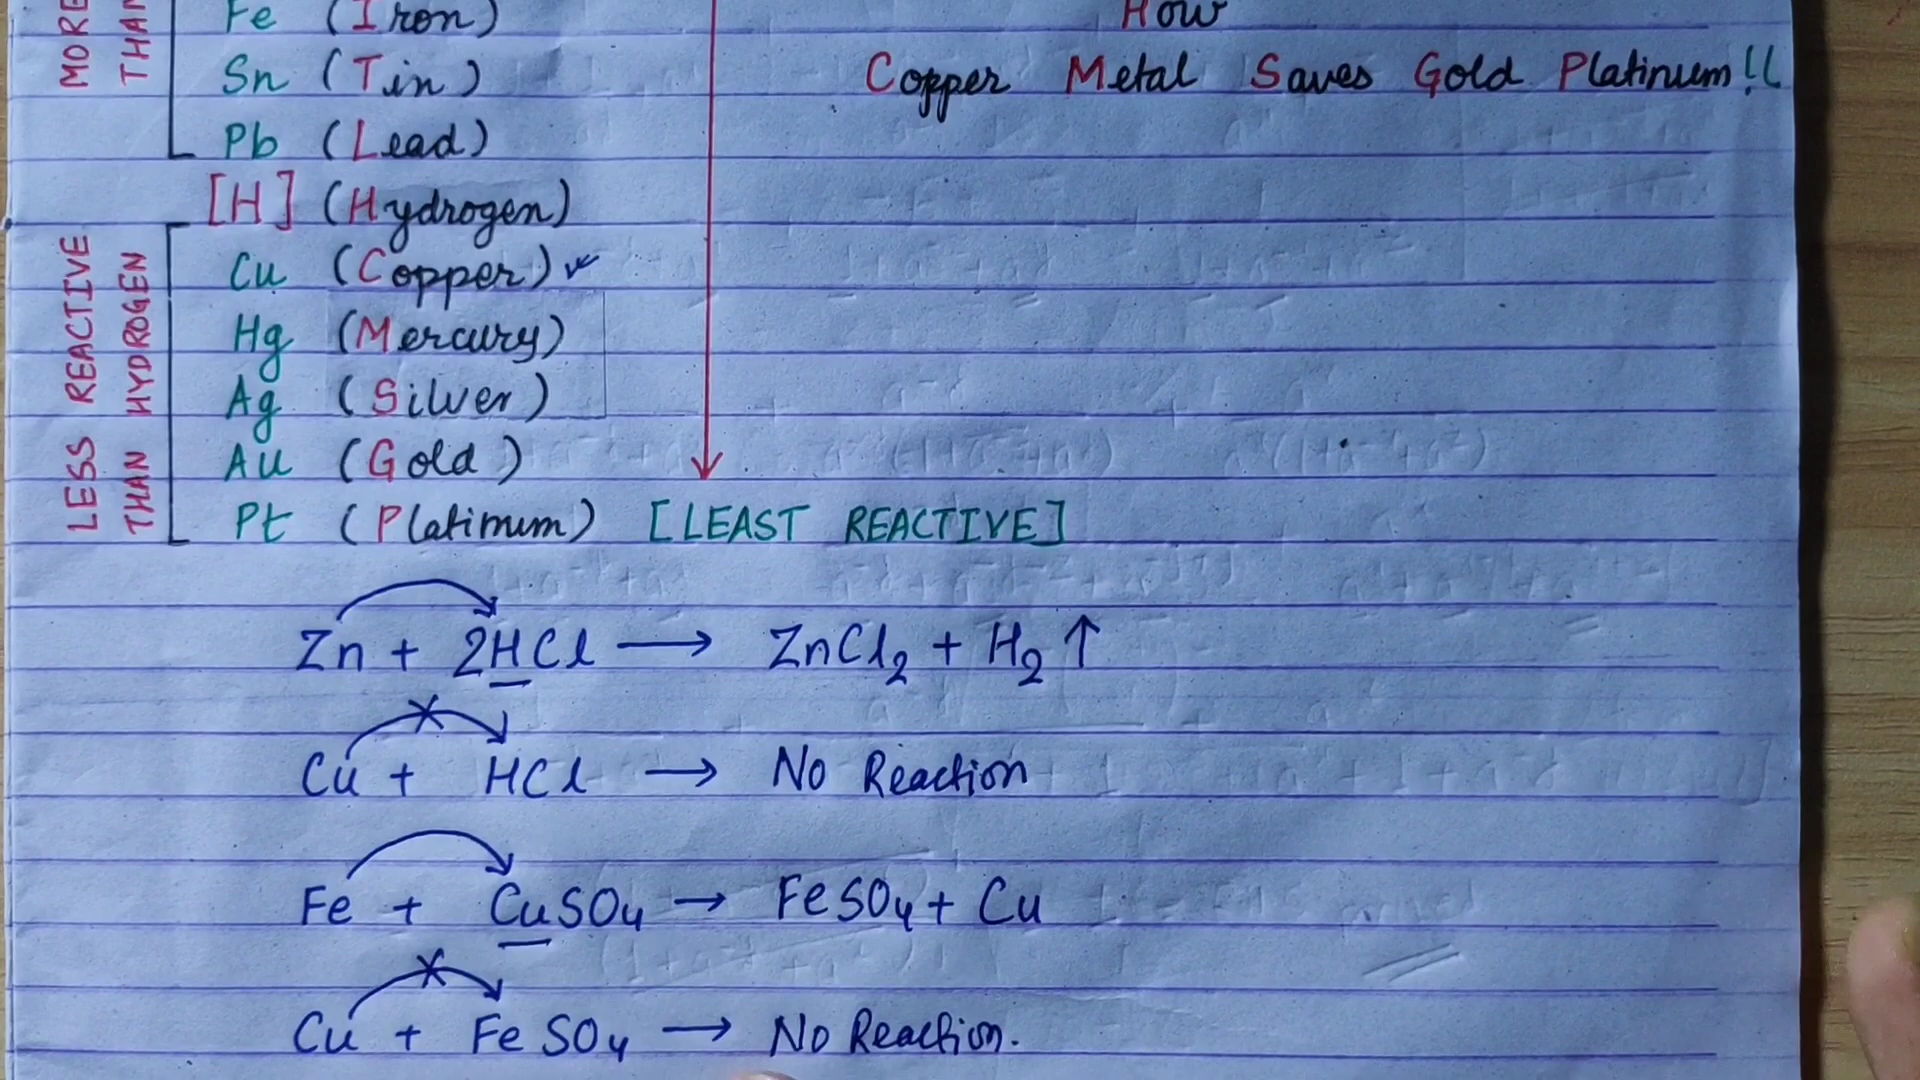 MORE
THAN
Fe (Iron)
How
Sn (Tin)
Copper Metal Saves Gold Platinum!!
Pb (Lead)
[H] (Hydrogen)
LESS REACTIVE
THAN HYDROGEN
Cu (Copper)
Hg (Mercury)
Ag (Silver)
Au (Gold)
Pt (Platinum) [LEAST REACTIVE]
Zn + 2HCl ⟶ ZnCl₂ + H₂ ↑
Cu + HCl ⟶ No Reaction
Fe + CuSO₄ → FeSO₄ + Cu
Cu + FeSO₄ ⟶ No Reaction.